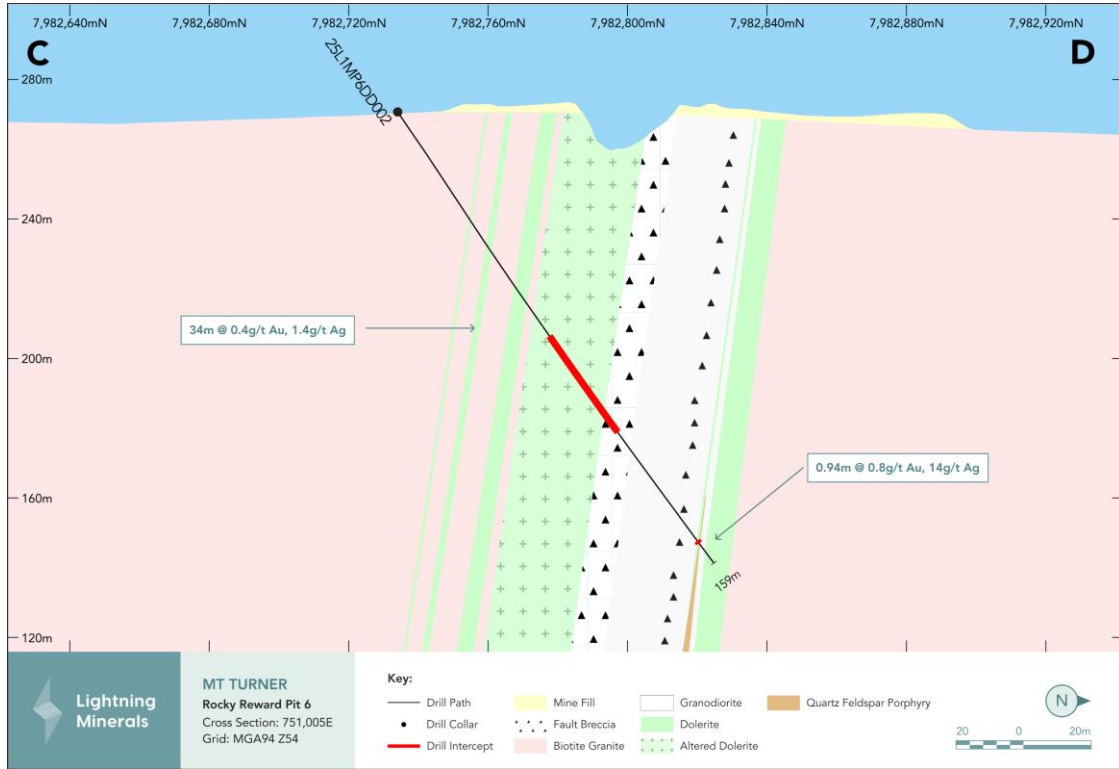 7,982,640mN 7,982,680mN 7,982,720mN 7,982,760mN 7,982,800mN 7,982,840mN 7,982,880mN 7,982,920mN
C
D
25L1MP6DD002
280m
240m
200m
160m
120m
34m @ 0.4g/t Au, 1.4g/t Ag
0.94m @ 0.8g/t Au, 14g/t Ag
159m
Lightning
Minerals
MT TURNER
Rocky Reward Pit 6
Cross Section: 751,005E
Grid: MGA94 Z54
Key:
Drill Path
Drill Collar
Drill Intercept
Mine Fill
Fault Breccia
Biotite Granite
Granodiorite
Dolerite
Altered Dolerite
Quartz Feldspar Porphyry
N
20 0 20m